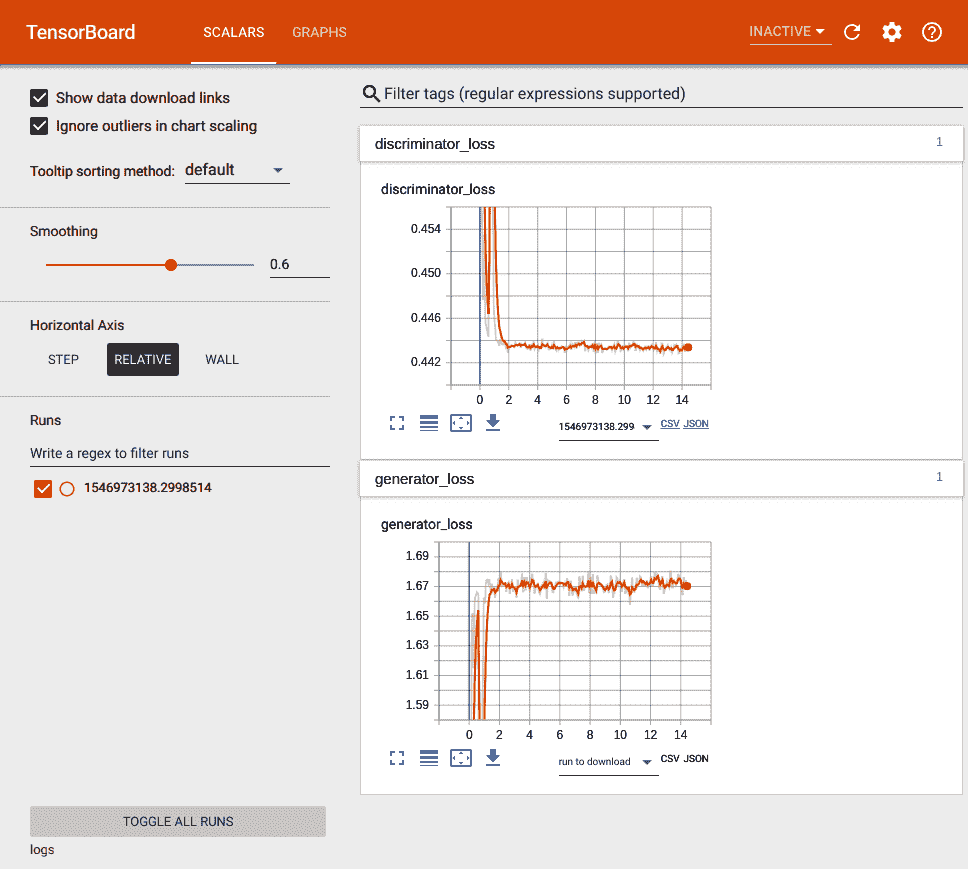 TensorBoard
SCALARS
GRAPHS
INACTIVE
Show data download links
Ignore outliers in chart scaling
Tooltip sorting method: default
Smoothing
0.6
Horizontal Axis
STEP RELATIVE WALL
Runs
Write a regex to filter runs
1546973138.2998514
TOGGLE ALL RUNS
logs
Filter tags (regular expressions supported)
discriminator_loss 1
discriminator_loss
0.454
0.450
0.446
0.442
0 2 4 6 8 10 12 14
1546973138.299 CSV JSON
generator_loss 1
generator_loss
1.69
1.67
1.65
1.63
1.61
1.59
0 2 4 6 8 10 12 14
run to download CSV JSON